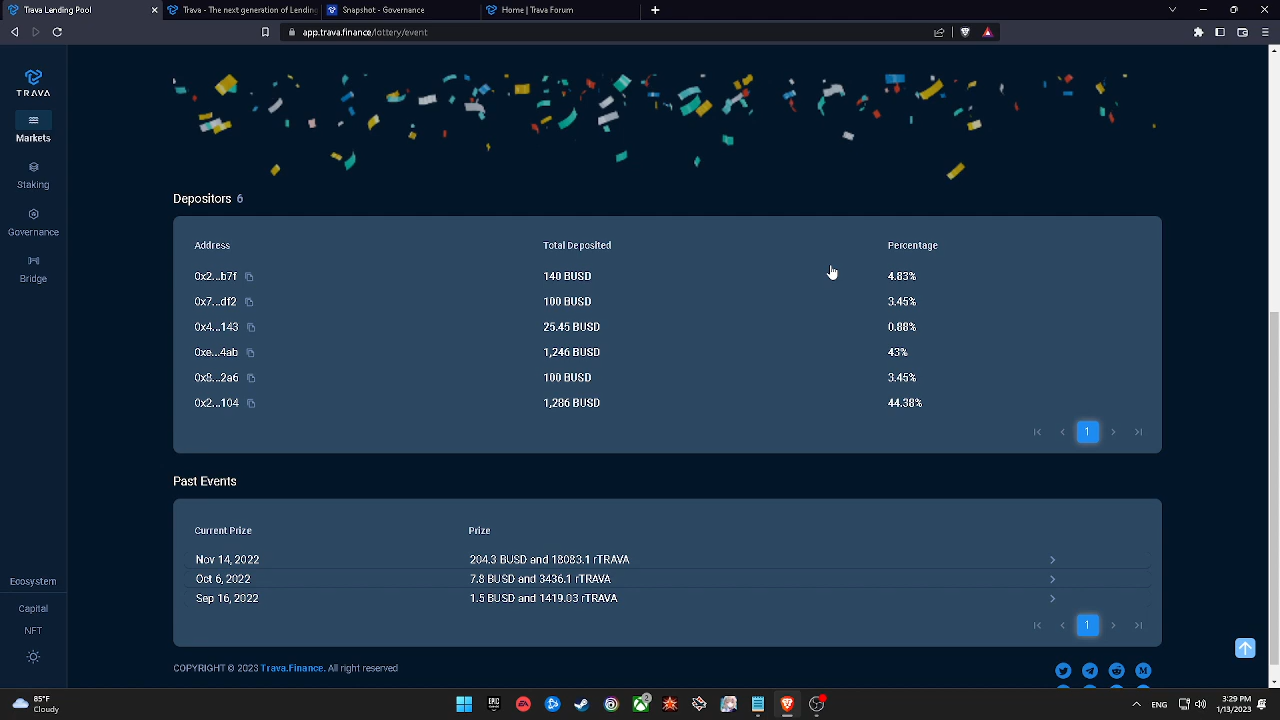 Trava Lending Pool
Trava - The next generation of Lending
Snapshot - Governance
Home | Trava Forum
app.trava.finance/lottery/event
TRAVA
Markets
Staking
Governance
Bridge
Ecosystem
Capital
NFT
Depositors 6
Address Total Deposited Percentage
0x2...b7f 140 BUSD 4.83%
0x7...df2 100 BUSD 3.45%
0x4...143 25.45 BUSD 0.88%
0xe...4ab 1,246 BUSD 43%
0x8...2a6 100 BUSD 3.45%
0x2...104 1,286 BUSD 44.38%
1
Past Events
Current Prize Prize
Nov 14, 2022 204.3 BUSD and 18083.1 rTRAVA
Oct 6, 2022 7.8 BUSD and 3436.1 rTRAVA
Sep 16, 2022 1.5 BUSD and 1419.03 rTRAVA
1
COPYRIGHT © 2023 Trava.Finance. All right reserved
85°F
Cloudy
ENG
3:29 PM
1/3/2023